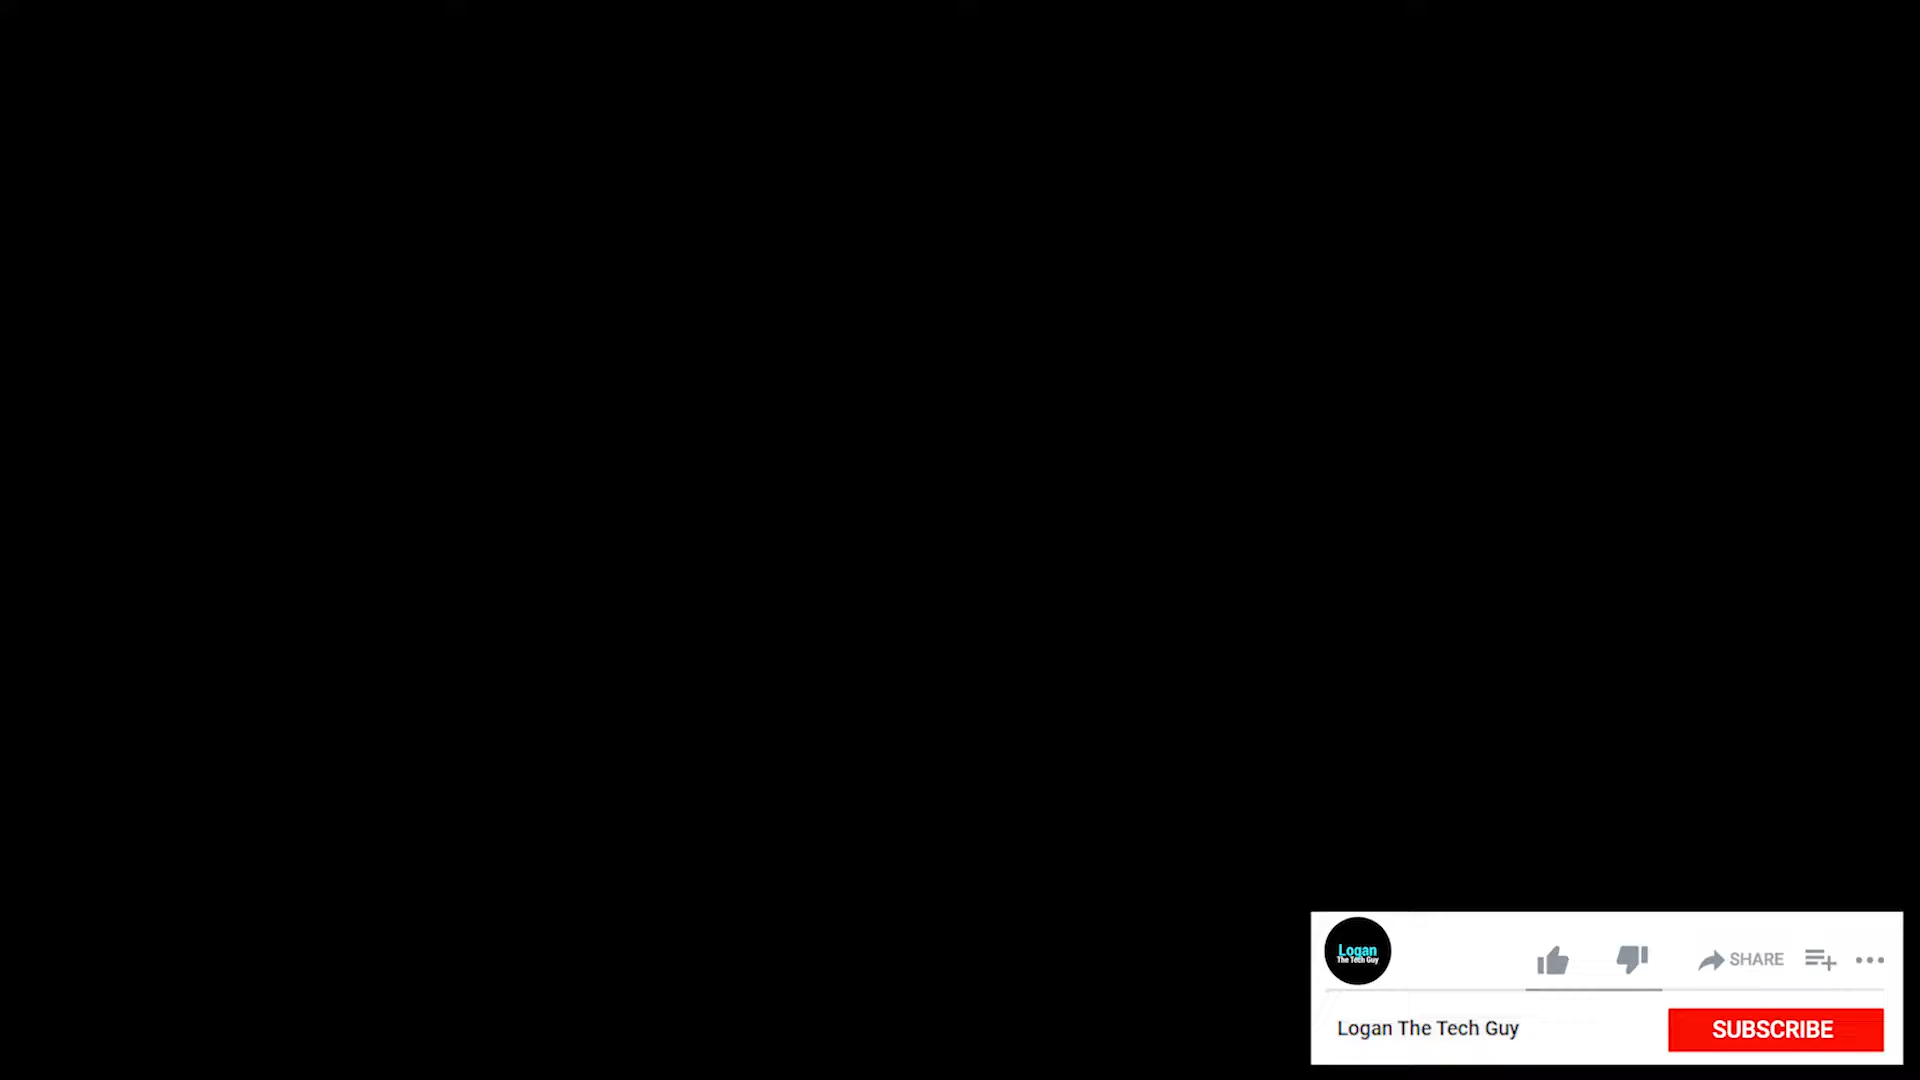 Logan
The Tech Guy
SHARE
Logan The Tech Guy
SUBSCRIBE